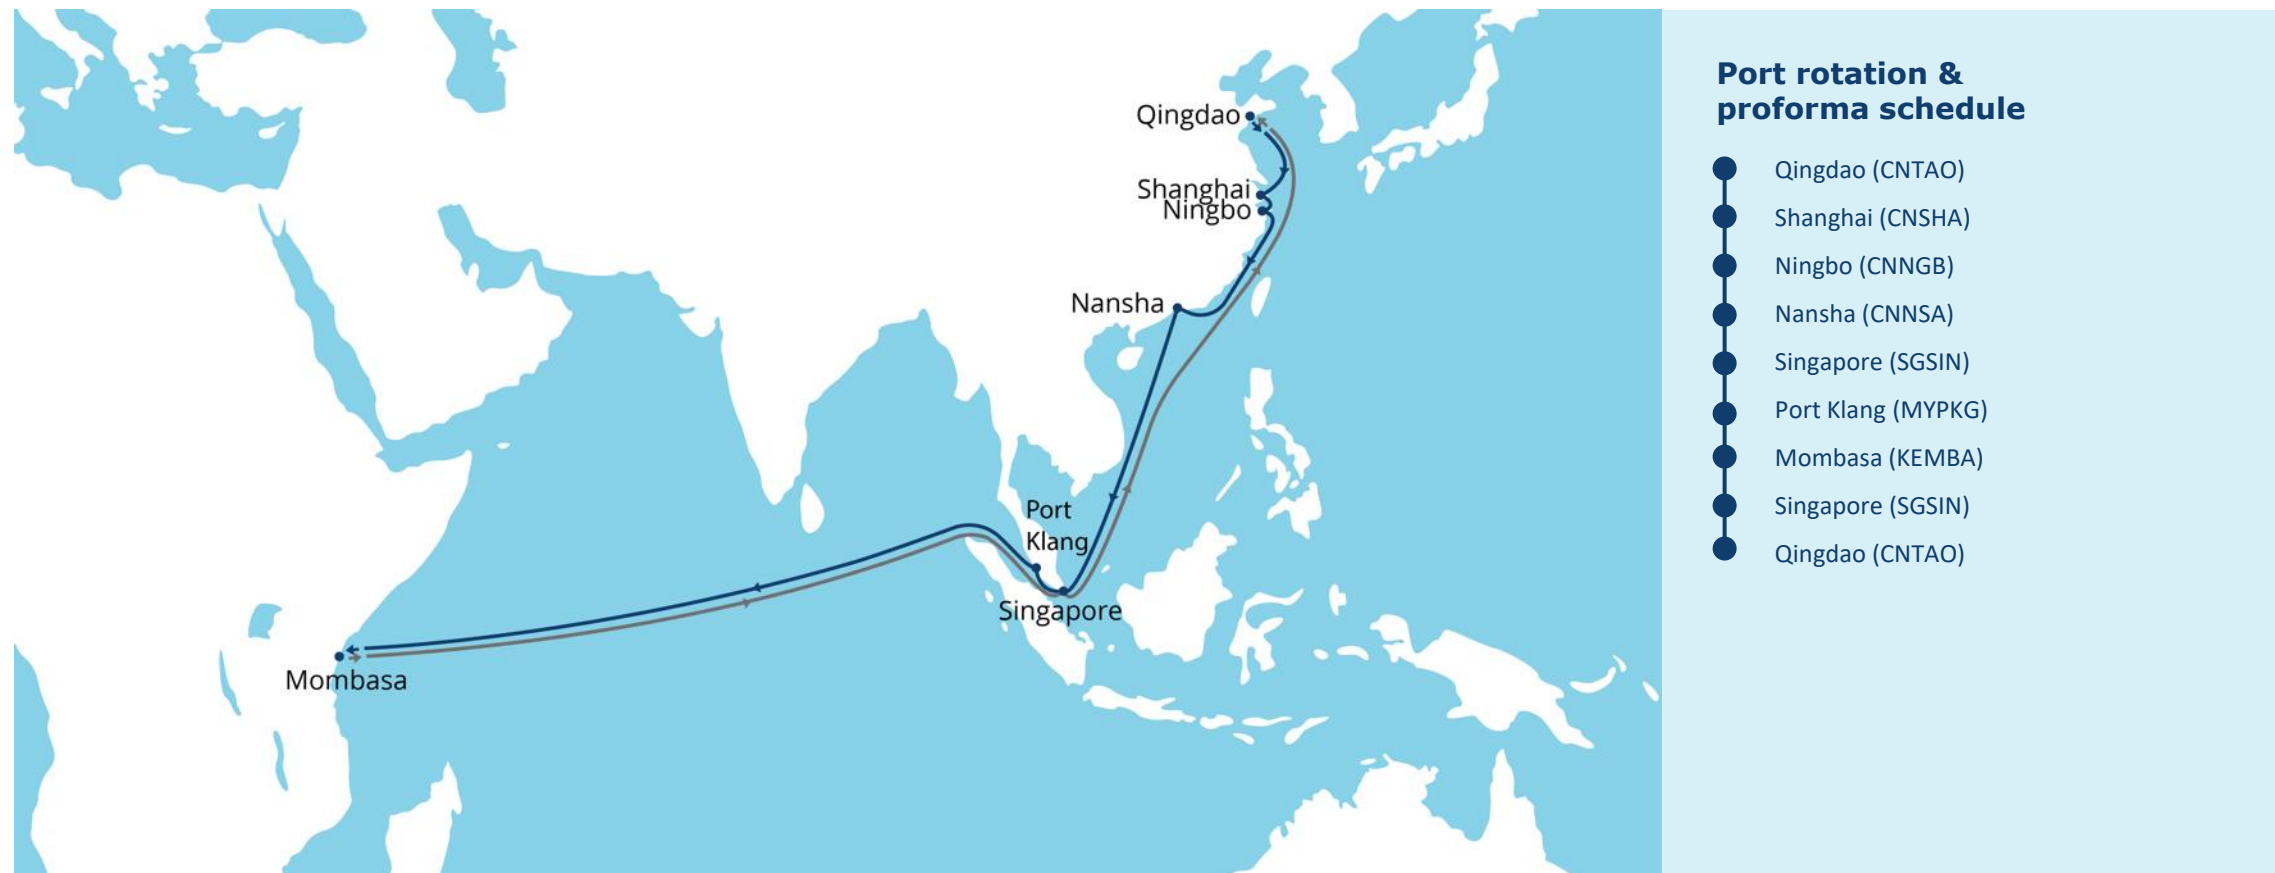 Qingdao
Shanghai
Ningbo
Nansha
Port
Klang
Singapore
Mombasa
Port rotation &
proforma schedule
Qingdao (CNTAO)
Shanghai (CNSHA)
Ningbo (CNNGB)
Nansha (CNNSA)
Singapore (SGSIN)
Port Klang (MYPKG)
Mombasa (KEMBA)
Singapore (SGSIN)
Qingdao (CNTAO)